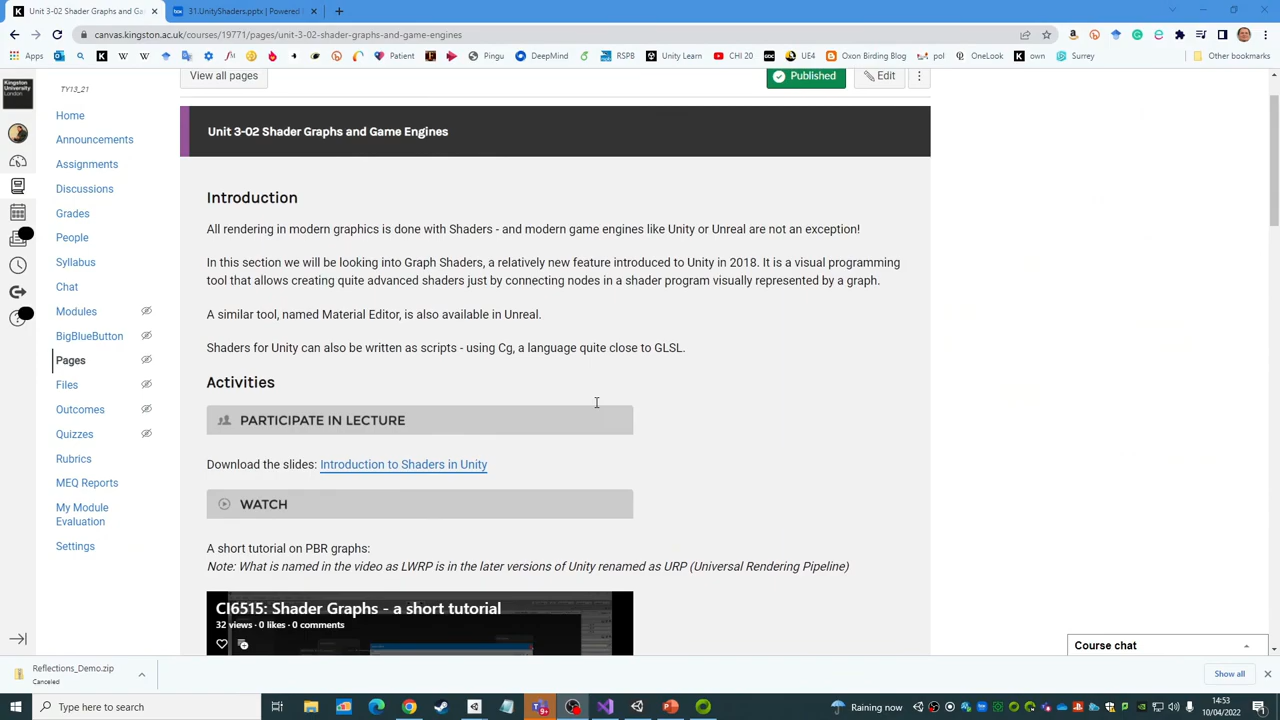 Unit 3-02 Shader Graphs and Ga
31.UnityShaders.pptx | Powered b
canvas.kingston.ac.uk/courses/19771/pages/unit-3-02-shader-graphs-and-game-engines
Apps
Patient
Pingu
DeepMind
RSPB
Unity Learn
CHI 20
UE4
Oxon Birding Blog
pol
OneLook
own
Surrey
Other bookmarks
Kingston
University
London
TY13_21
Home
Announcements
Assignments
Discussions
Grades
People
Syllabus
Chat
Modules
BigBlueButton
Pages
Files
Outcomes
Quizzes
Rubrics
MEQ Reports
My Module
Evaluation
Settings
View all pages
Published
Edit
Unit 3-02 Shader Graphs and Game Engines
Introduction
All rendering in modern graphics is done with Shaders - and modern game engines like Unity or Unreal are not an exception!
In this section we will be looking into Graph Shaders, a relatively new feature introduced to Unity in 2018. It is a visual programming
tool that allows creating quite advanced shaders just by connecting nodes in a shader program visually represented by a graph.
A similar tool, named Material Editor, is also available in Unreal.
Shaders for Unity can also be written as scripts - using Cg, a language quite close to GLSL.
Activities
PARTICIPATE IN LECTURE
Download the slides: Introduction to Shaders in Unity
WATCH
A short tutorial on PBR graphs:
Note: What is named in the video as LWRP is in the later versions of Unity renamed as URP (Universal Rendering Pipeline)
CI6515: Shader Graphs - a short tutorial
32 views · 0 likes · 0 comments
Course chat
Reflections_Demo.zip
Canceled
Show all
Type here to search
Raining now
14:53
10/04/2022